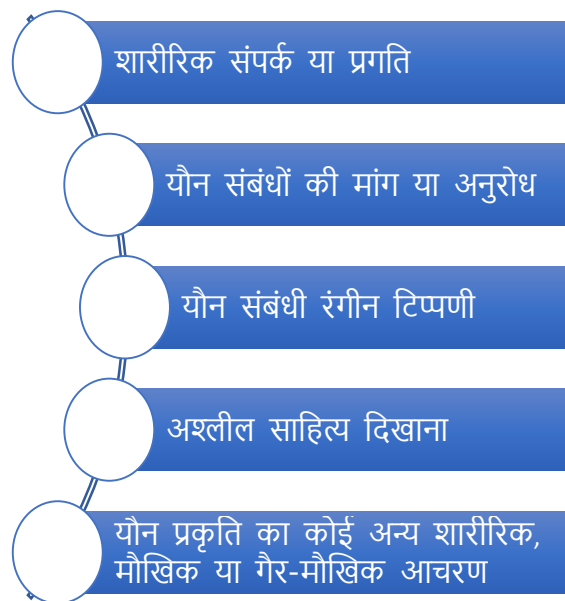 शारीरिक संपर्क या प्रगति
यौन संबंधों की मांग या अनुरोध
यौन संबंधी रंगीन टिप्पणी
अश्लील साहित्य दिखाना
यौन प्रकृति का कोई अन्य शारीरिक,
मौखिक या गैर-मौखिक आचरण